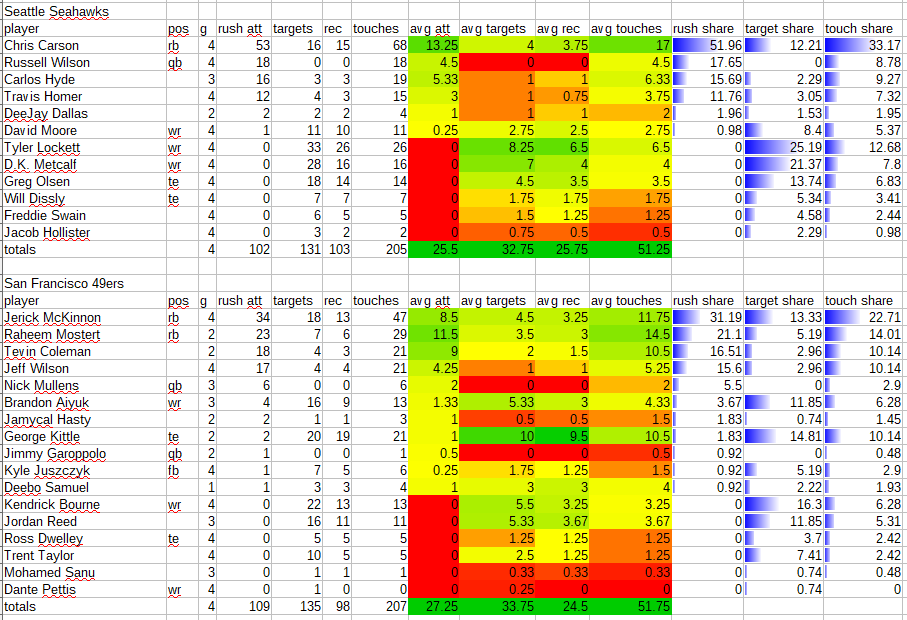 Seattle Seahawks
player pos g rush att targets rec touches avg att avg targets avg rec avg touches rush share target share touch share
Chris Carson rb 4 53 16 15 68 13.25 4 3.75 17 51.96 12.21 33.17
Russell Wilson qb 4 18 0 0 18 4.5 0 0 4.5 17.65 0 8.78
Carlos Hyde 3 16 3 3 19 5.33 1 1 6.33 15.69 2.29 9.27
Travis Homer 4 12 4 3 15 3 1 0.75 3.75 11.76 3.05 7.32
DeeJay Dallas 2 2 2 2 4 1 1 1 2 1.96 1.53 1.95
David Moore wr 4 1 11 10 11 0.25 2.75 2.5 2.75 0.98 8.4 5.37
Tyler Lockett wr 4 0 33 26 26 0 8.25 6.5 6.5 0 25.19 12.68
D.K. Metcalf wr 4 0 28 16 16 0 7 4 4 0 21.37 7.8
Greg Olsen te 4 0 18 14 14 0 4.5 3.5 3.5 0 13.74 6.83
Will Dissly te 4 0 7 7 7 0 1.75 1.75 1.75 0 5.34 3.41
Freddie Swain 4 0 6 5 5 0 1.5 1.25 1.25 0 4.58 2.44
Jacob Hollister 4 0 3 2 2 0 0.75 0.5 0.5 0 2.29 0.98
totals 4 102 131 103 205 25.5 32.75 25.75 51.25
San Francisco 49ers
player pos g rush att targets rec touches avg att avg targets avg rec avg touches rush share target share touch share
Jerick McKinnon rb 4 34 18 13 47 8.5 4.5 3.25 11.75 31.19 13.33 22.71
Raheem Mostert rb 2 23 7 6 29 11.5 3.5 3 14.5 21.1 5.19 14.01
Tevin Coleman 2 18 4 3 21 9 2 1.5 10.5 16.51 2.96 10.14
Jeff Wilson 4 17 4 4 21 4.25 1 1 5.25 15.6 2.96 10.14
Nick Mullens qb 3 6 0 0 6 2 0 0 2 5.5 0 2.9
Brandon Aiyuk wr 3 4 16 9 13 1.33 5.33 3 4.33 3.67 11.85 6.28
Jamycal Hasty 2 2 1 1 3 1 0.5 0.5 1.5 1.83 0.74 1.45
George Kittle te 2 2 20 19 21 1 10 9.5 10.5 1.83 14.81 10.14
Jimmy Garoppolo qb 2 1 0 0 1 0.5 0 0 0.5 0.92 0 0.48
Kyle Juszczyk fb 4 1 7 5 6 0.25 1.75 1.25 1.5 0.92 5.19 2.9
Deebo Samuel 1 1 3 3 4 1 3 3 4 0.92 2.22 1.93
Kendrick Bourne wr 4 0 22 13 13 0 5.5 3.25 3.25 0 16.3 6.28
Jordan Reed 3 0 16 11 11 0 5.33 3.67 3.67 0 11.85 5.31
Ross Dwelley te 4 0 5 5 5 0 1.25 1.25 1.25 0 3.7 2.42
Trent Taylor 4 0 10 5 5 0 2.5 1.25 1.25 0 7.41 2.42
Mohamed Sanu 3 0 1 1 1 0 0.33 0.33 0.33 0 0.74 0.48
Dante Pettis wr 4 0 1 0 0 0 0.25 0 0 0 0.74 0
totals 4 109 135 98 207 27.25 33.75 24.5 51.75